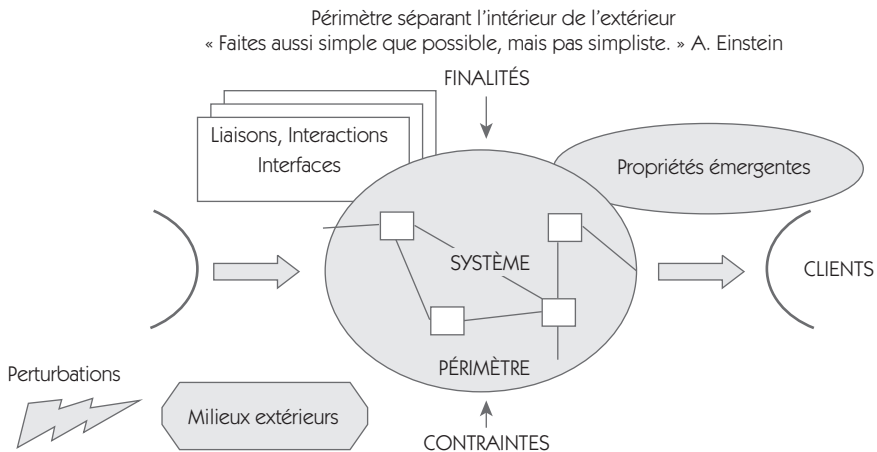 Périmètre séparant l’intérieur de l’extérieur
« Faites aussi simple que possible, mais pas simpliste. » A. Einstein
FINALITÉS
Liaisons, Interactions
Interfaces
Propriétés émergentes
SYSTÈME
CLIENTS
PÉRIMÈTRE
Perturbations
Milieux extérieurs
CONTRAINTES